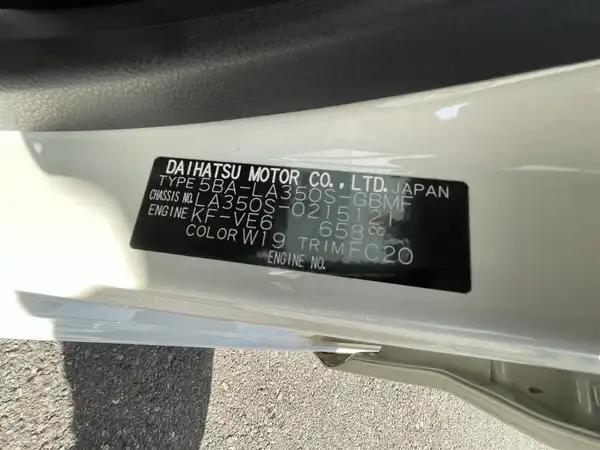 DAIHATSU MOTOR CO., LTD. JAPAN
TYPE 5BA-LA350S-GBMF
CHASSIS NO. LA350S-0215121
ENGINE KF-VE6 658cc
COLOR W19 TRIM FC20
ENGINE NO.